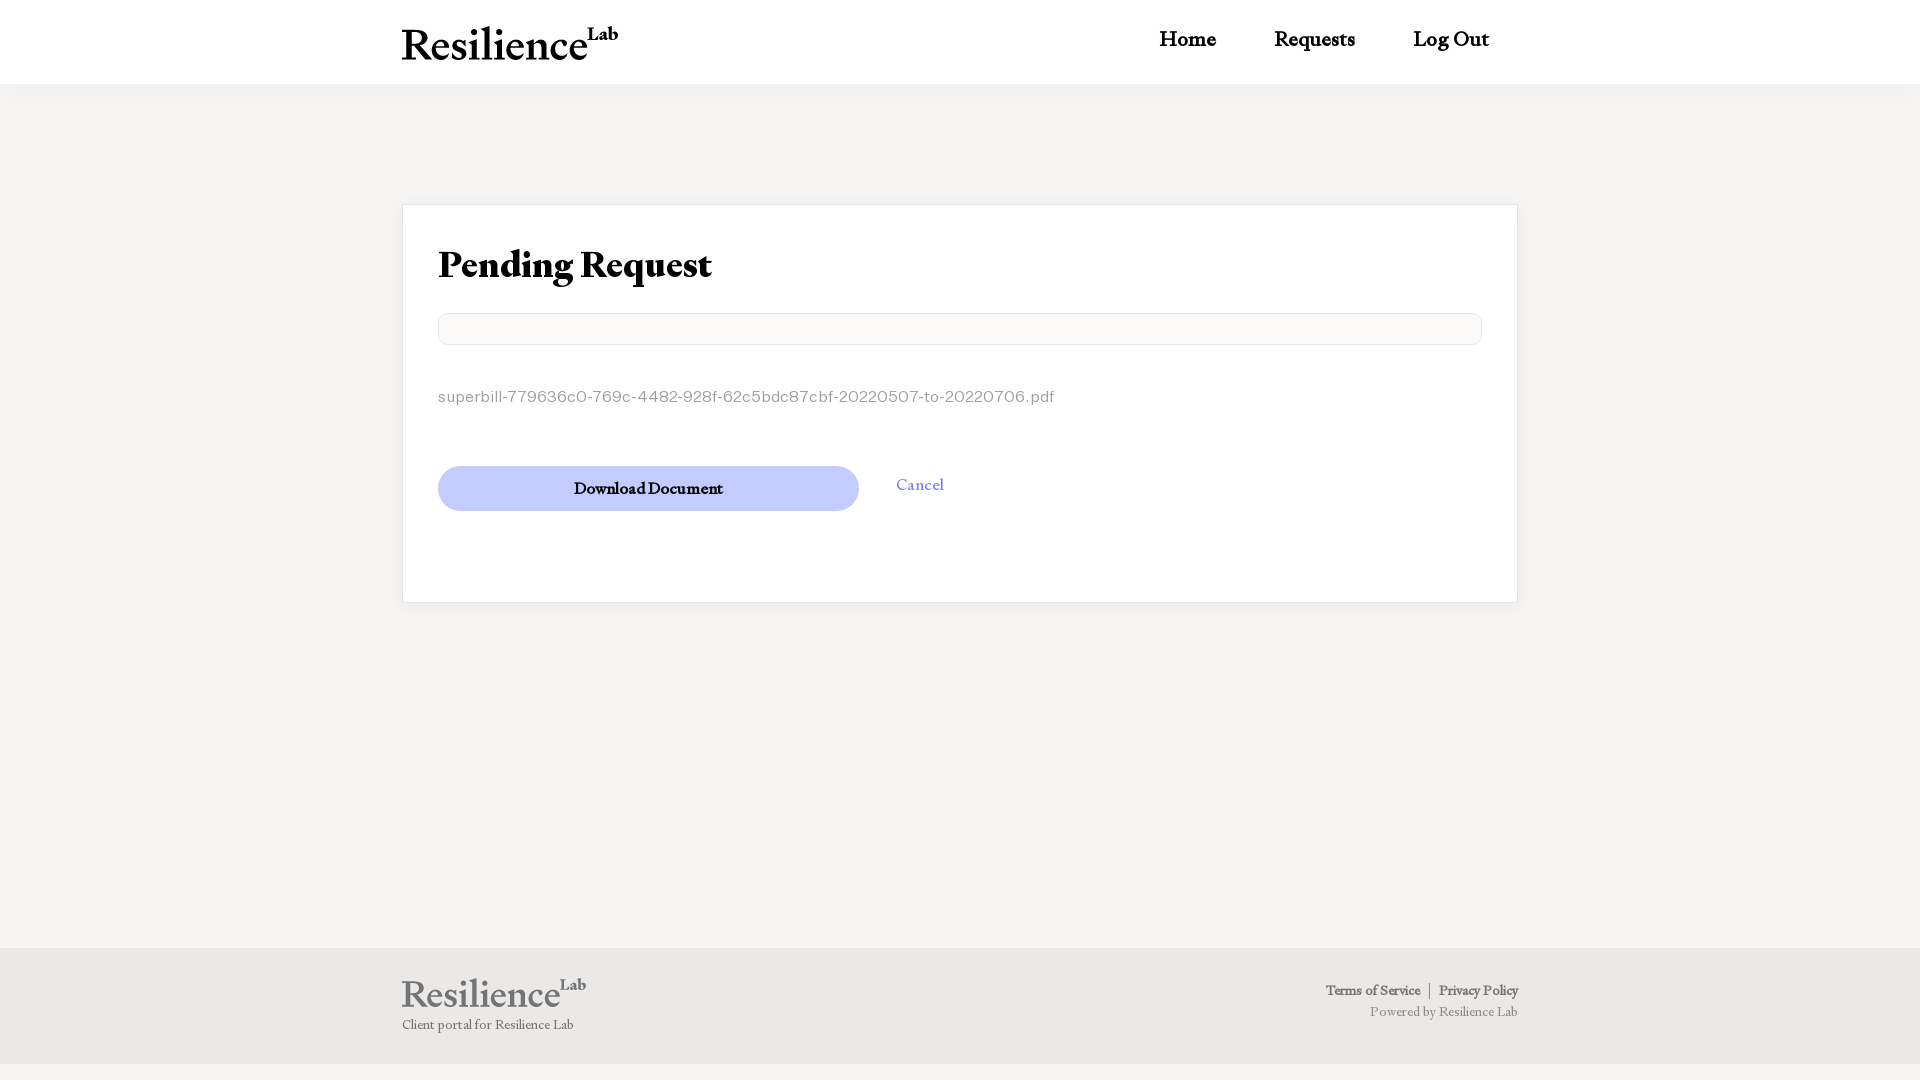 ResilienceLab
Home
Requests
Log Out
Pending Request
superbill-779636c0-769c-4482-928f-62c5bdc87cbf-20220507-to-20220706.pdf
Download Document
Cancel
ResilienceLab
Client portal for Resilience Lab
Terms of Service | Privacy Policy
Powered by Resilience Lab